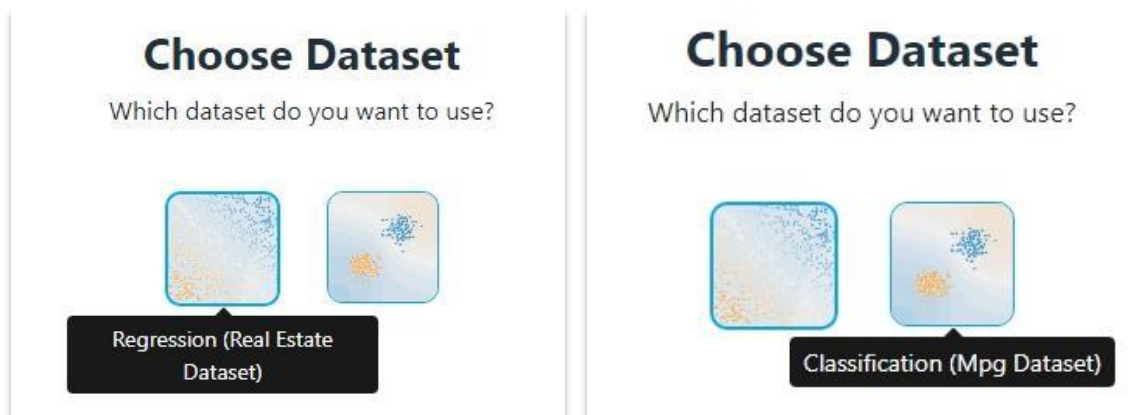 Choose Dataset
Which dataset do you want to use?
Regression (Real Estate
Dataset)
Choose Dataset
Which dataset do you want to use?
Classification (Mpg Dataset)